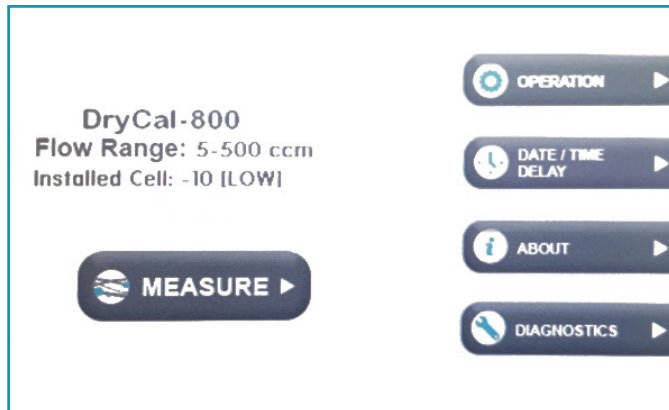 DryCal-800
Flow Range: 5-500 ccm
Installed Cell: -10 [LOW]
MEASURE
OPERATION
DATE / TIME
DELAY
ABOUT
DIAGNOSTICS